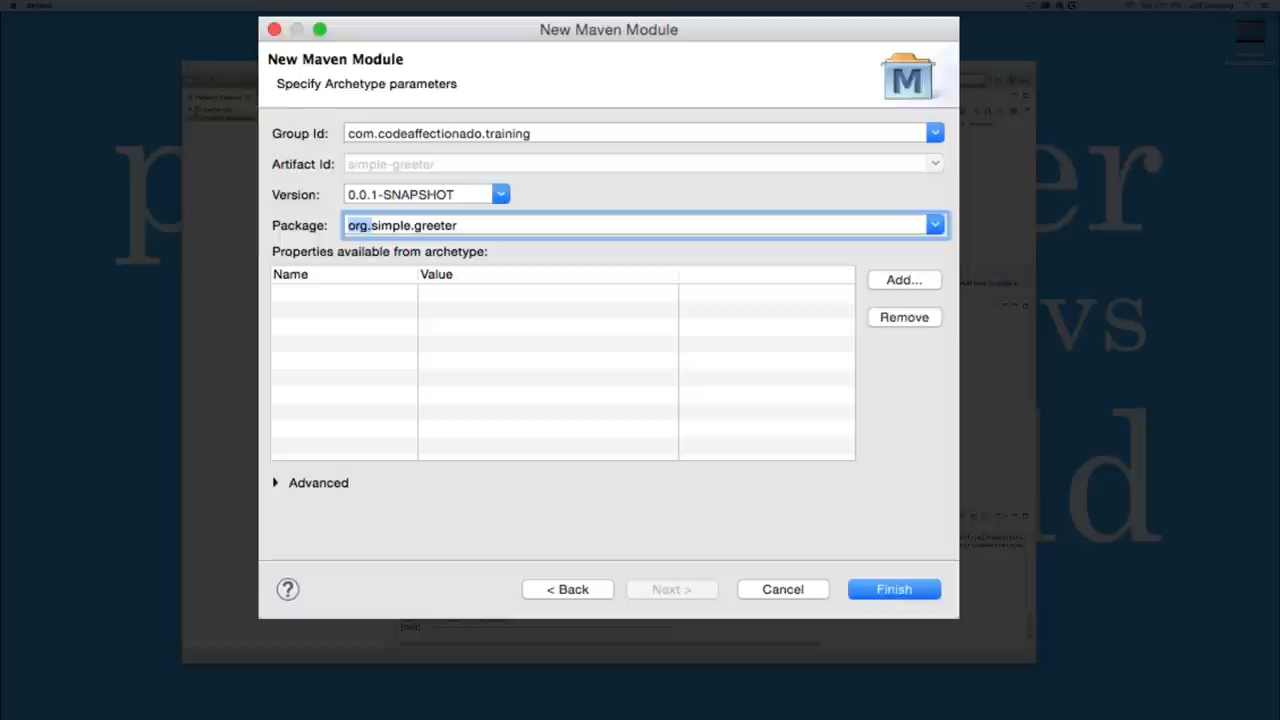 New Maven Module
New Maven Module
Specify Archetype parameters
M
Group Id: com.codeaffectionado.training
Artifact Id: simple-greeter
Version: 0.0.1-SNAPSHOT
Package: org.simple.greeter
Properties available from archetype:
Name Value
Add...
Remove
Advanced
? < Back Next > Cancel Finish
p
er
vs
d